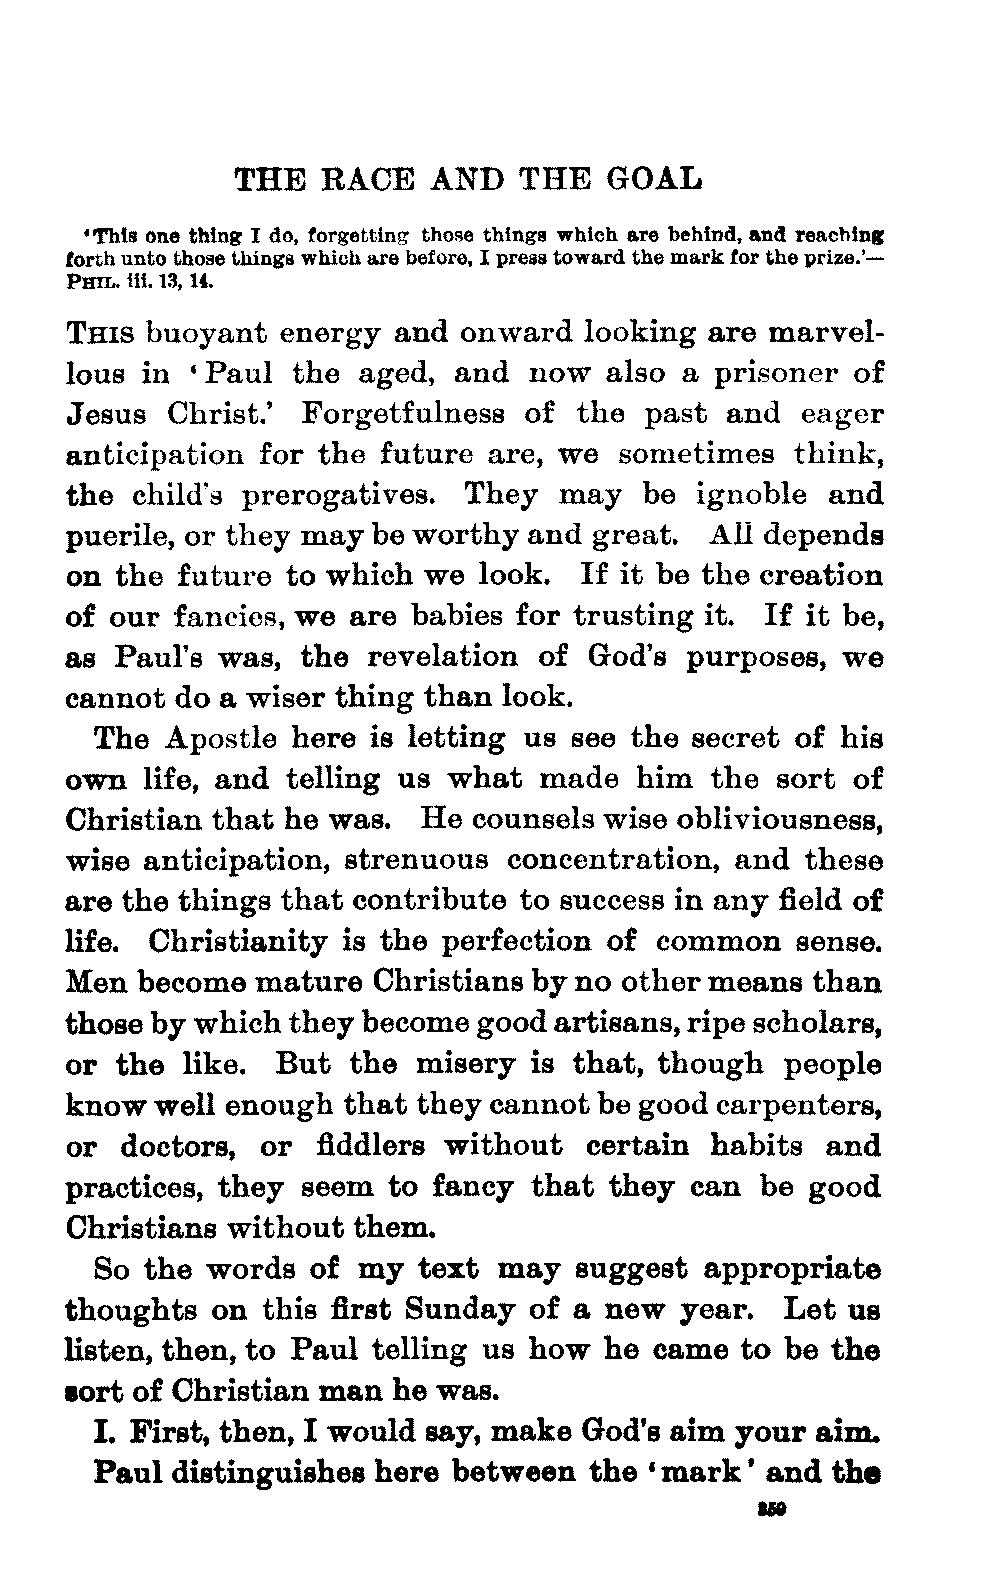 THE RACE AND THE GOAL
‘This one thing I do, forgetting those things which are behind, and reaching
forth unto those things which are before, I press toward the mark for the prize.’—
PHIL. iii. 13, 14.
THIS buoyant energy and onward looking are marvel-
lous in ‘Paul the aged, and now also a prisoner of
Jesus Christ.’ Forgetfulness of the past and eager
anticipation for the future are, we sometimes think,
the child's prerogatives. They may be ignoble and
puerile, or they may be worthy and great. All depends
on the future to which we look. If it be the creation
of our fancies, we are babies for trusting it. If it be,
as Paul's was, the revelation of God's purposes, we
cannot do a wiser thing than look.
The Apostle here is letting us see the secret of his
own life, and telling us what made him the sort of
Christian that he was. He counsels wise obliviousness,
wise anticipation, strenuous concentration, and these
are the things that contribute to success in any field of
life. Christianity is the perfection of common sense.
Men become mature Christians by no other means than
those by which they become good artisans, ripe scholars,
or the like. But the misery is that, though people
know well enough that they cannot be good carpenters,
or doctors, or fiddlers without certain habits and
practices, they seem to fancy that they can be good
Christians without them.
So the words of my text may suggest appropriate
thoughts on this first Sunday of a new year. Let us
listen, then, to Paul telling us how he came to be the
sort of Christian man he was.
I. First, then, I would say, make God's aim your aim.
Paul distinguishes here between the ‘mark’ and the